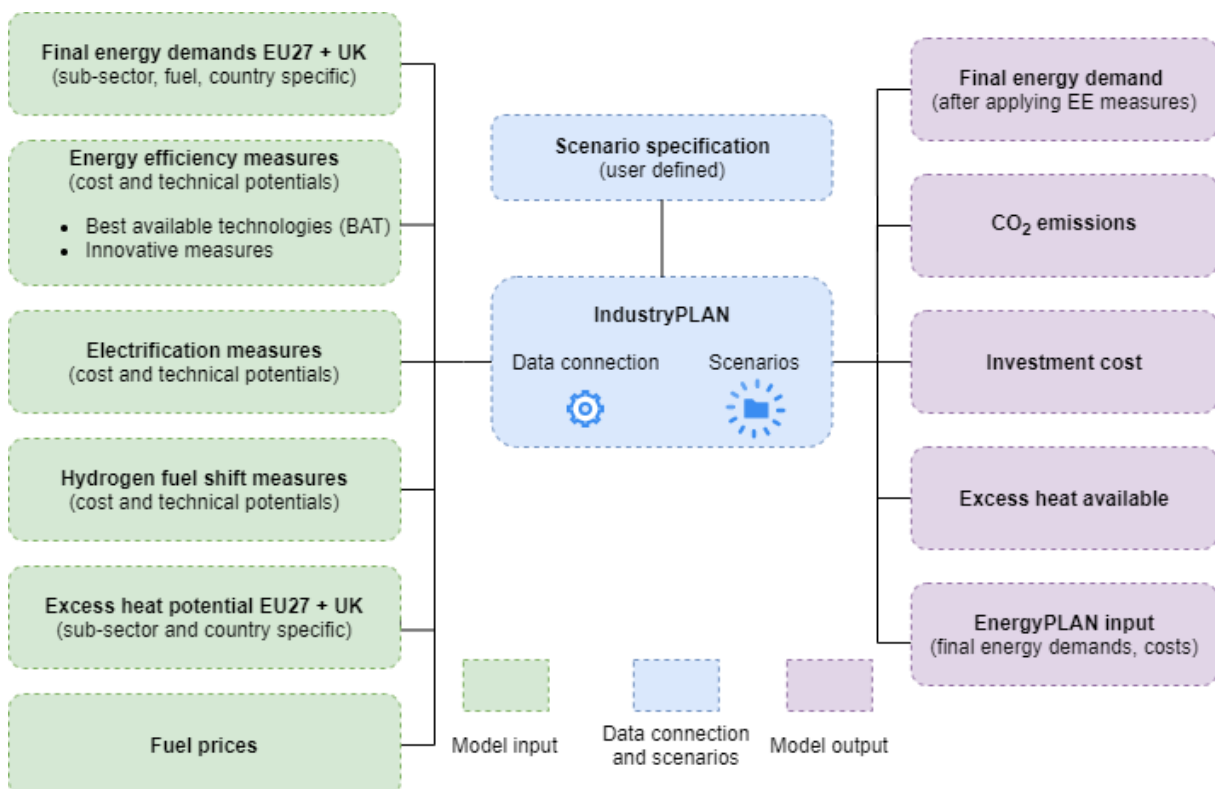 Final energy demands EU27 + UK
(sub-sector, fuel, country specific)
Energy efficiency measures
(cost and technical potentials)
• Best available technologies (BAT)
• Innovative measures
Electrification measures
(cost and technical potentials)
Hydrogen fuel shift measures
(cost and technical potentials)
Excess heat potential EU27 + UK
(sub-sector and country specific)
Fuel prices
Scenario specification
(user defined)
IndustryPLAN
Data connection
Scenarios
Final energy demand
(after applying EE measures)
CO₂ emissions
Investment cost
Excess heat available
EnergyPLAN input
(final energy demands, costs)
Model input
Data connection
and scenarios
Model output